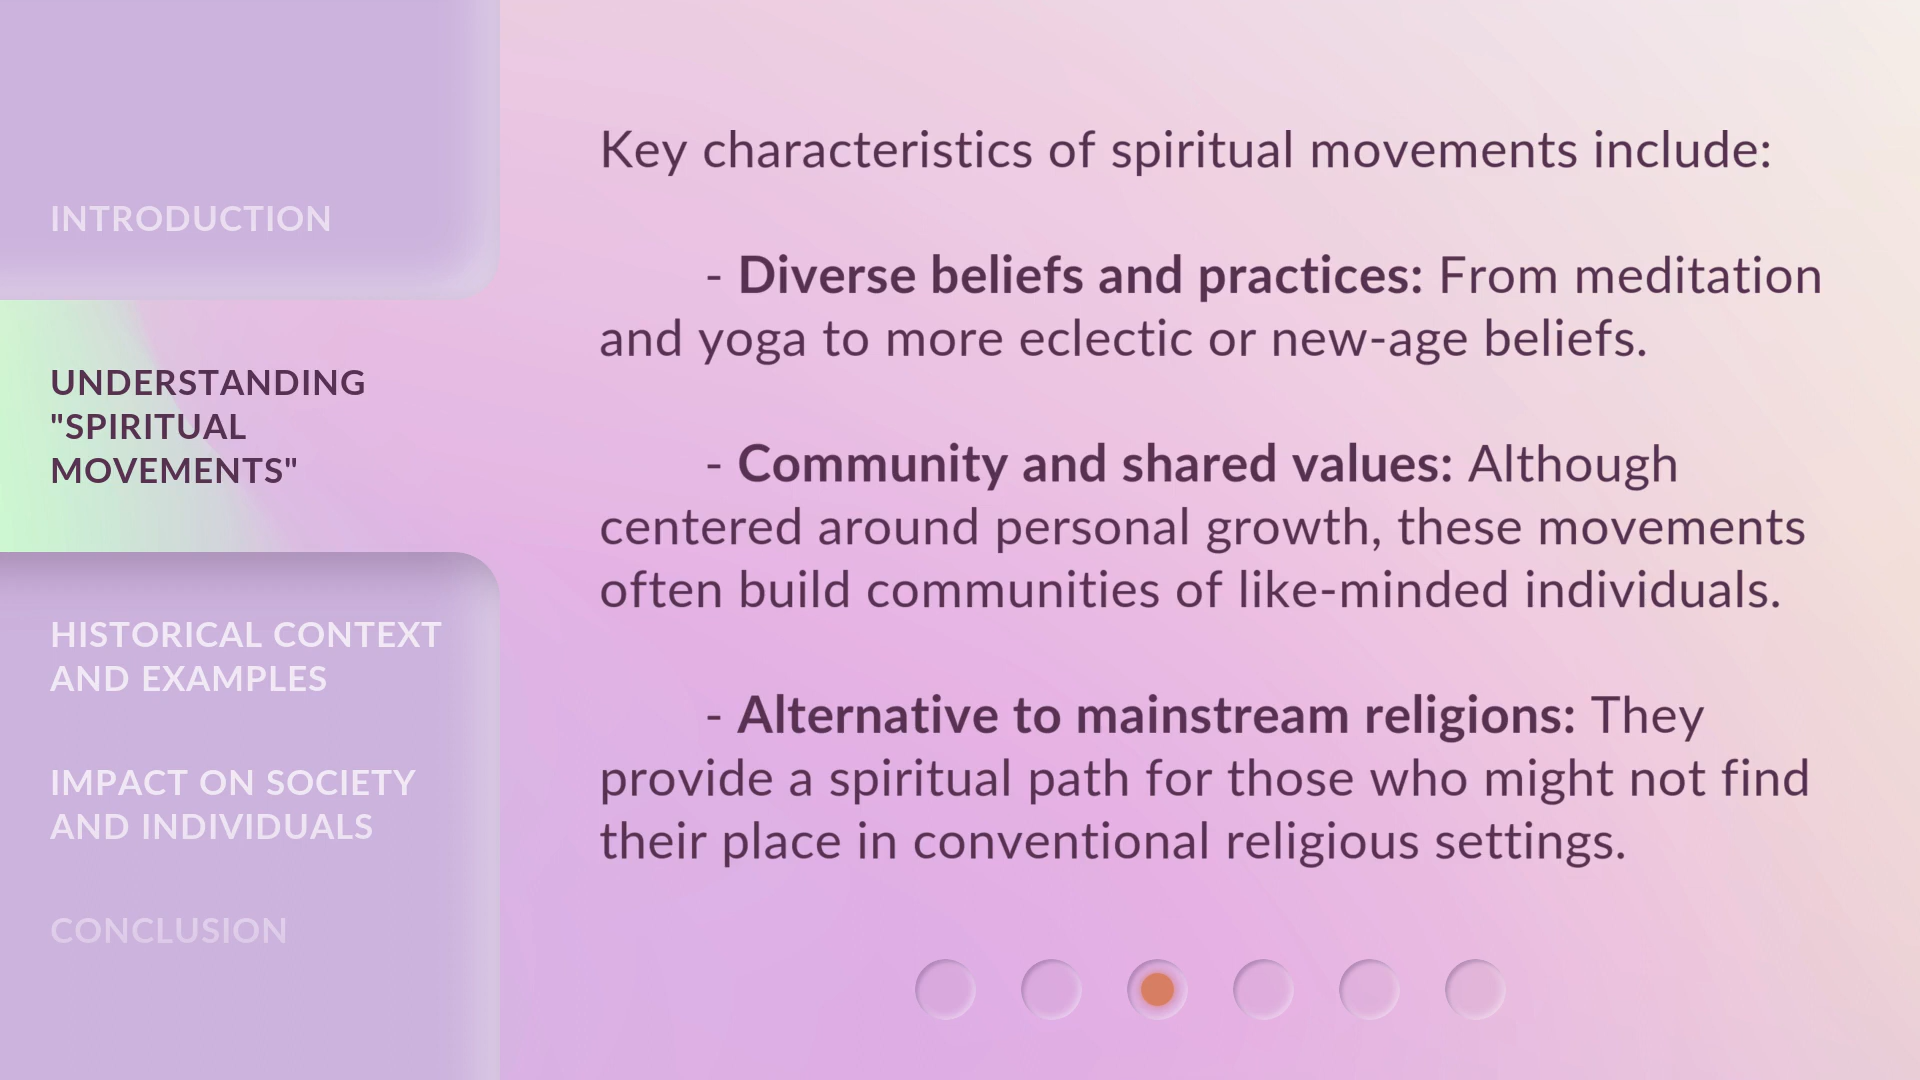 INTRODUCTION
UNDERSTANDING
"SPIRITUAL
MOVEMENTS"
HISTORICAL CONTEXT
AND EXAMPLES
IMPACT ON SOCIETY
AND INDIVIDUALS
CONCLUSION
Key characteristics of spiritual movements include:
- Diverse beliefs and practices: From meditation
and yoga to more eclectic or new-age beliefs.
- Community and shared values: Although
centered around personal growth, these movements
often build communities of like-minded individuals.
- Alternative to mainstream religions: They
provide a spiritual path for those who might not find
their place in conventional religious settings.